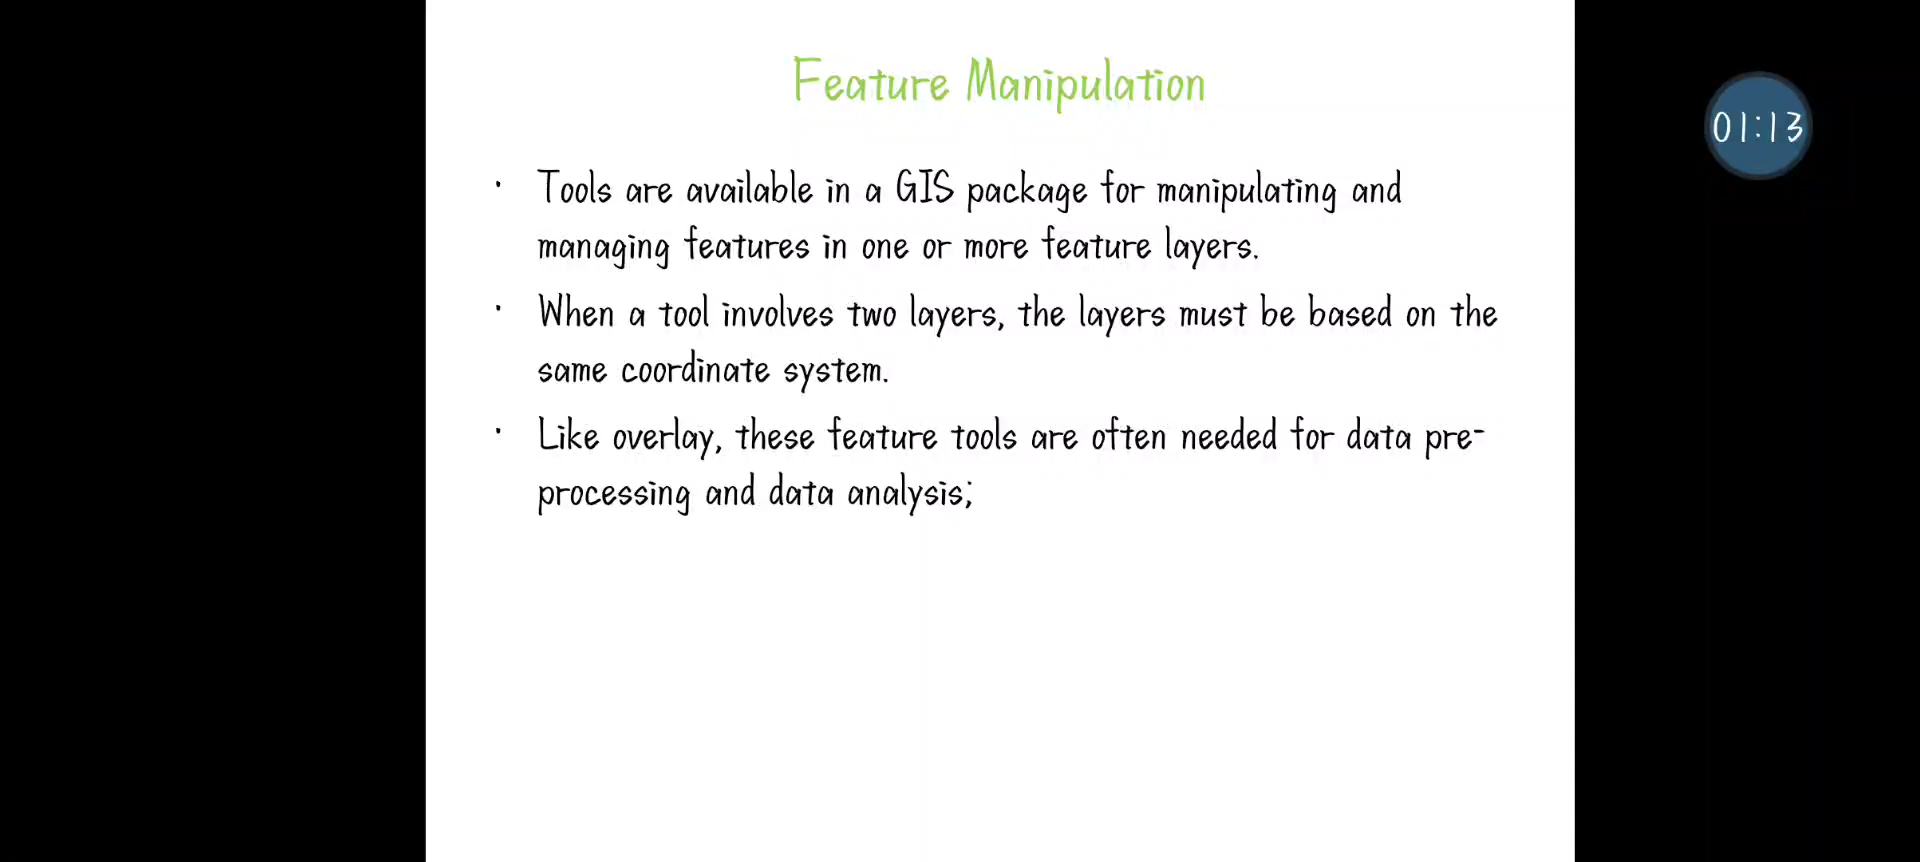 Feature Manipulation
01:13
· Tools are available in a GIS package for manipulating and
managing features in one or more feature layers.
· When a tool involves two layers, the layers must be based on the
same coordinate system.
· Like overlay, these feature tools are often needed for data pre-
processing and data analysis;